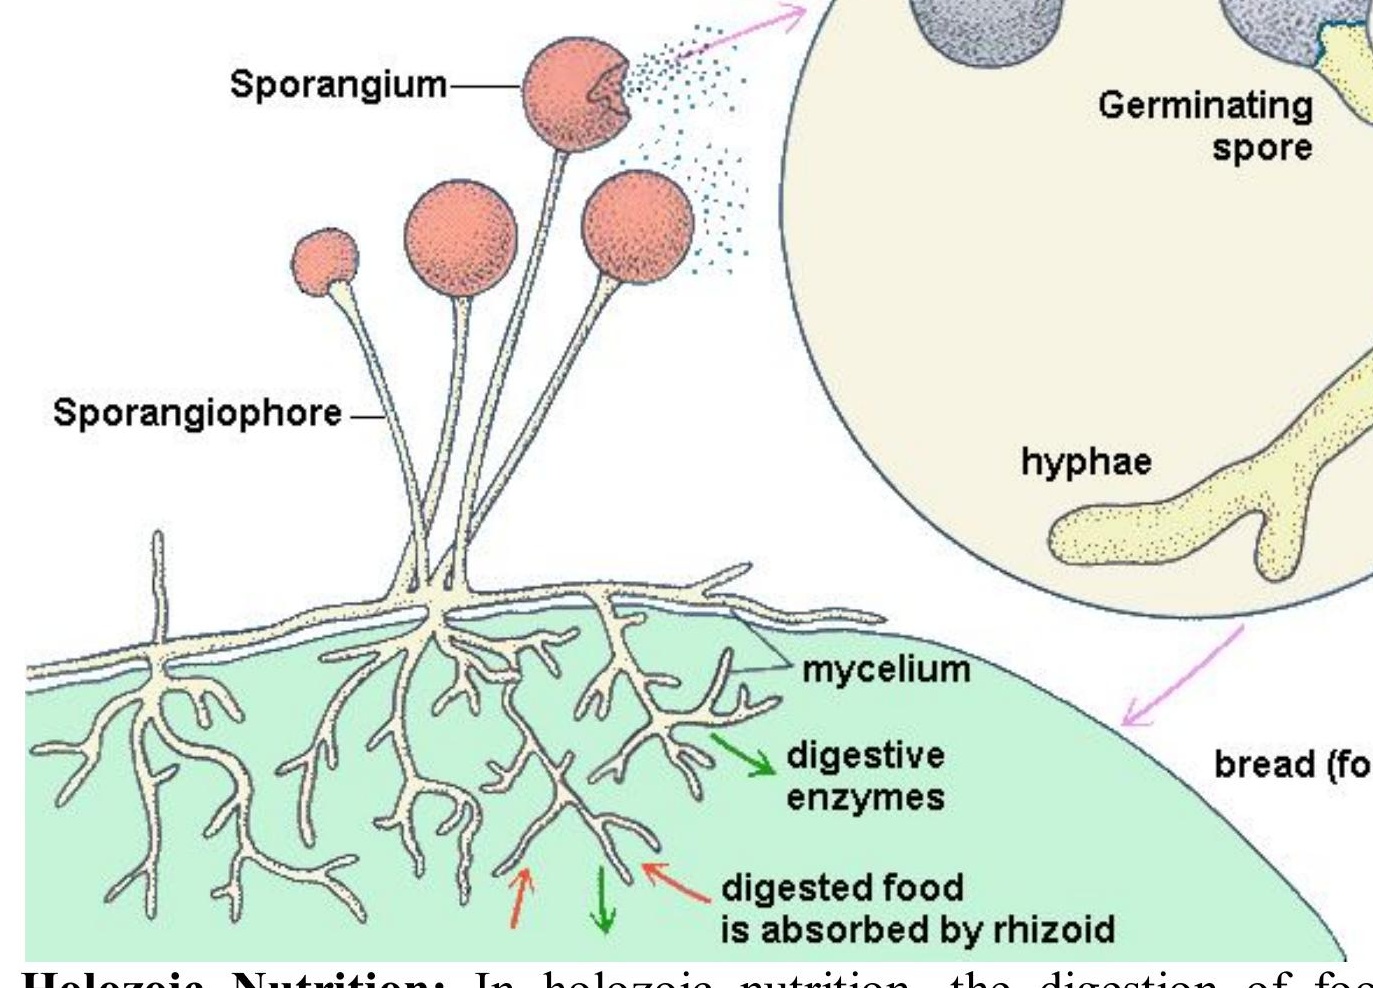 Sporangium
Germinating
spore
Sporangiophore
hyphae
mycelium
digestive
enzymes
bread (fo
digested food
is absorbed by rhizoid
Holozoic Nutrition: In holozoic nutrition, the digestion of foo